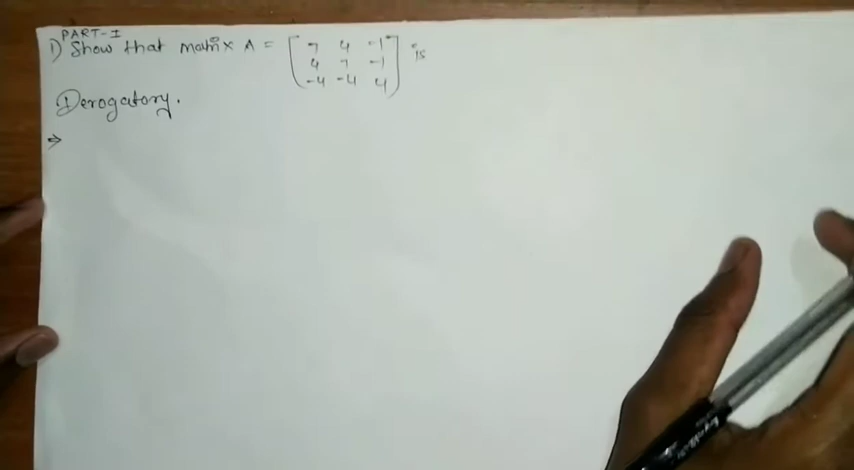 PART-I
1) Show that matrix A = [ 7 4 -1 ] is
4 7 -1
-4 -4 4
Derogatory.
⇒